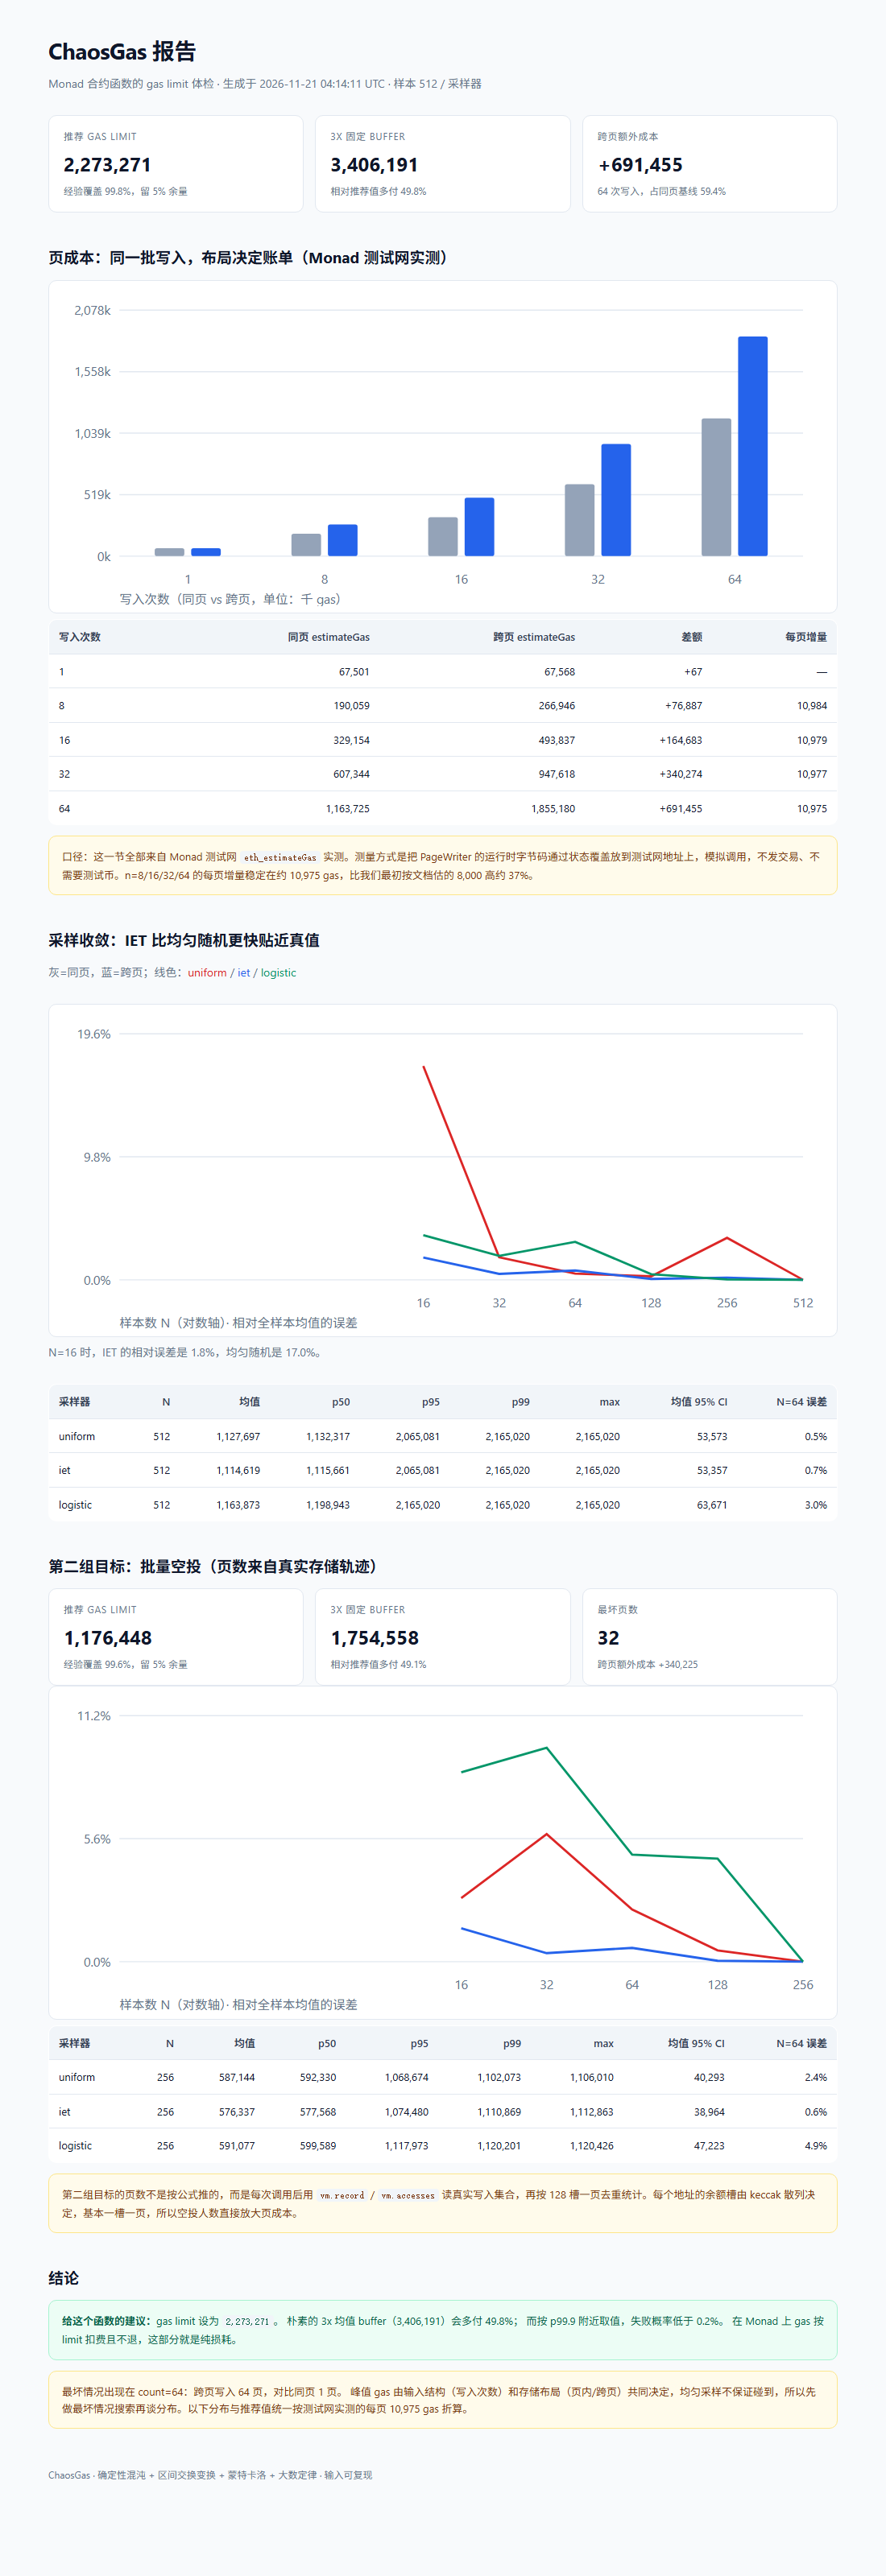 ChaosGas 报告
Monad 合约函数的 gas limit 体检 · 生成于 2026-11-21 04:14:11 UTC · 样本 512 / 采样器
推荐 GAS LIMIT
2,273,271
经验覆盖 99.8%，留 5% 余量
3X 固定 BUFFER
3,406,191
相对推荐值多付 49.8%
跨页额外成本
+691,455
64 次写入，占同页基线 59.4%
页成本：同一批写入，布局决定账单（Monad 测试网实测）
2,078k
1,558k
1,039k
519k
0k
1 8 16 32 64
写入次数（同页 vs 跨页，单位：千 gas）
写入次数 同页 estimateGas 跨页 estimateGas 差额 每页增量
1 67,501 67,568 +67 —
8 190,059 266,946 +76,887 10,984
16 329,154 493,837 +164,683 10,979
32 607,344 947,618 +340,274 10,977
64 1,163,725 1,855,180 +691,455 10,975
口径：这一节全部来自 Monad 测试网 eth_estimateGas 实测。测量方式是把 PageWriter 的运行时字节码通过状态覆盖放到测试网地址上，模拟调用，不发交易、不
需要测试币。n=8/16/32/64 的每页增量稳定在约 10,975 gas，比我们最初按文档估的 8,000 高约 37%。
采样收敛：IET 比均匀随机更快贴近真值
灰=同页，蓝=跨页；线色：uniform / iet / logistic
19.6%
9.8%
0.0%
16 32 64 128 256 512
样本数 N（对数轴）· 相对全样本均值的误差
N=16 时，IET 的相对误差是 1.8%，均匀随机是 17.0%。
采样器 N 均值 p50 p95 p99 max 均值 95% CI N=64 误差
uniform 512 1,127,697 1,132,317 2,065,081 2,165,020 2,165,020 53,573 0.5%
iet 512 1,114,619 1,115,661 2,065,081 2,165,020 2,165,020 53,357 0.7%
logistic 512 1,163,873 1,198,943 2,165,020 2,165,020 2,165,020 63,671 3.0%
第二组目标：批量空投（页数来自真实存储轨迹）
推荐 GAS LIMIT
1,176,448
经验覆盖 99.6%，留 5% 余量
3X 固定 BUFFER
1,754,558
相对推荐值多付 49.1%
最坏页数
32
跨页额外成本 +340,225
11.2%
5.6%
0.0%
16 32 64 128 256
样本数 N（对数轴）· 相对全样本均值的误差
采样器 N 均值 p50 p95 p99 max 均值 95% CI N=64 误差
uniform 256 587,144 592,330 1,068,674 1,102,073 1,106,010 40,293 2.4%
iet 256 576,337 577,568 1,074,480 1,110,869 1,112,863 38,964 0.6%
logistic 256 591,077 599,589 1,117,973 1,120,201 1,120,426 47,223 4.9%
第二组目标的页数不是按公式推的，而是每次调用后用 vm.record / vm.accesses 读真实写入集合，再按 128 槽一页去重统计。每个地址的余额槽由 keccak 散列决
定，基本一槽一页，所以空投人数直接放大页成本。
结论
给这个函数的建议：gas limit 设为 2,273,271 。 朴素的 3x 均值 buffer（3,406,191）会多付 49.8%； 而按 p99.9 附近取值，失败概率低于 0.2%。 在 Monad 上 gas 按
limit 扣费且不退，这部分就是纯损耗。
最坏情况出现在 count=64：跨页写入 64 页，对比同页 1 页。 峰值 gas 由输入结构（写入次数）和存储布局（页内/跨页）共同决定，均匀采样不保证碰到，所以先
做最坏情况搜索再谈分布。以下分布与推荐值统一按测试网实测的每页 10,975 gas 折算。
ChaosGas · 确定性混沌 + 区间交换变换 + 蒙特卡洛 + 大数定律 · 输入可复现